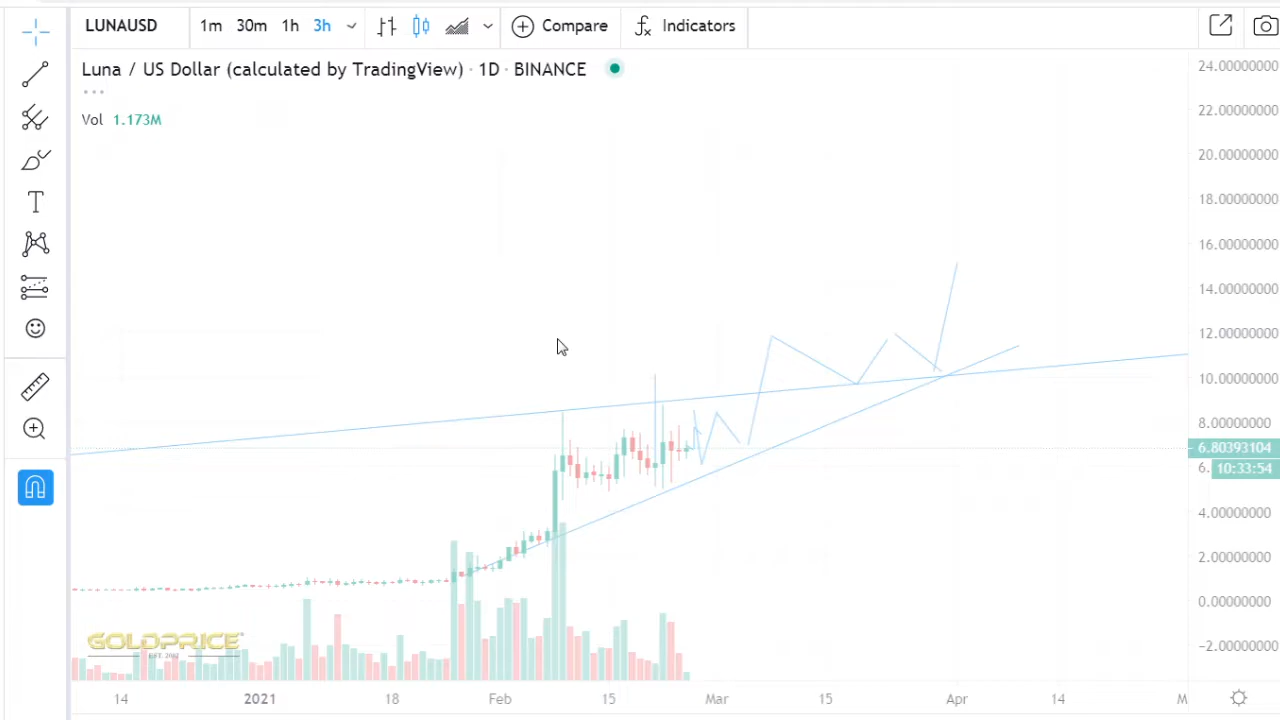 LUNAUSD 1m 30m 1h 3h Compare Indicators
Luna / US Dollar (calculated by TradingView) · 1D · BINANCE
Vol 1.173M
24.00000000
22.00000000
20.00000000
18.00000000
16.00000000
14.00000000
12.00000000
10.00000000
8.00000000
6.80393104
6. 10:33:54
4.00000000
2.00000000
0.00000000
−2.00000000
GOLDPRICE
EST. 2002
14 2021 18 Feb 15 Mar 15 Apr 14 M